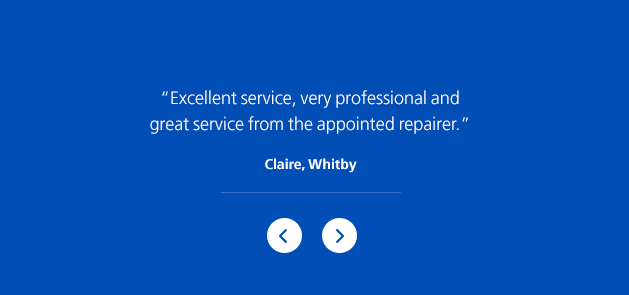 “Excellent service, very professional and
great service from the appointed repairer.”
Claire, Whitby